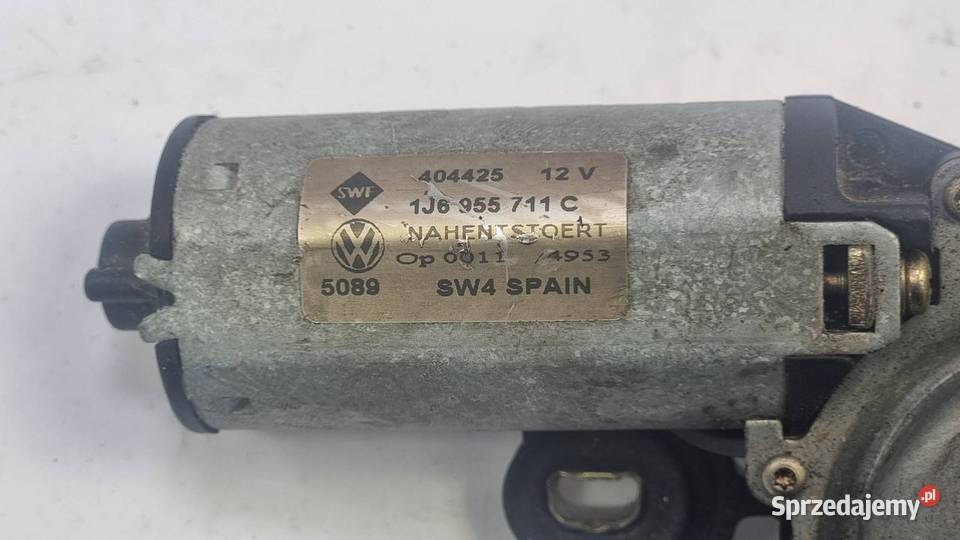 404425 12 V
SWF
1J6 955 711 C
NAHENTSTOERT
Op 0011 /4953
5089 SW4 SPAIN
Sprzedajemy.pl